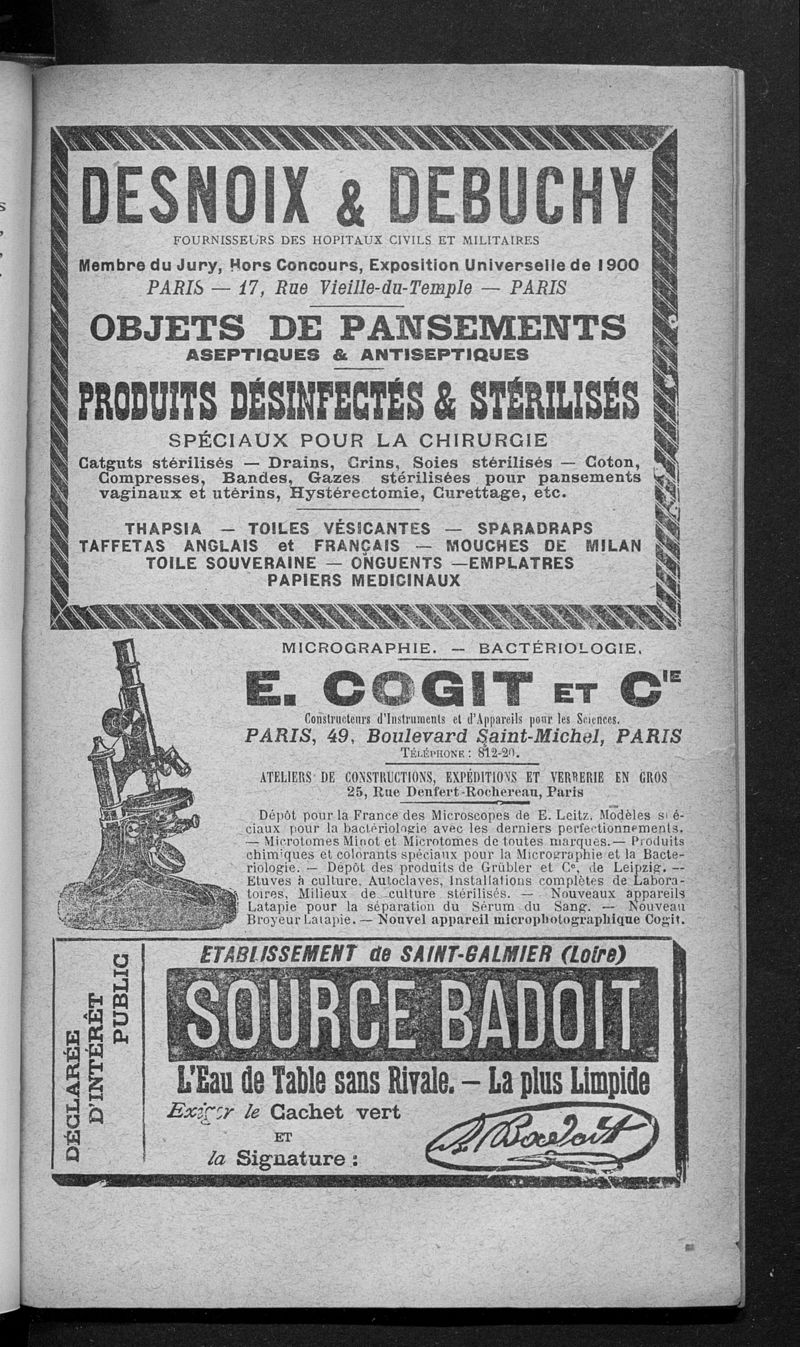 DESNOIX & DEBUCHY
FOURNISSEURS DES HOPITAUX CIVILS ET MILITAIRES
Membre du Jury, Hors Concours, Exposition Universelle de 1900
PARIS — 17, Rue Vieille-du-Temple — PARIS
OBJETS DE PANSEMENTS
ASEPTIQUES & ANTISEPTIQUES
PRODUITS DÉSINFECTÉS & STÉRILISÉS
SPÉCIAUX POUR LA CHIRURGIE
Catguts stérilisés — Drains, Crins, Soies stérilisés — Coton,
Compresses, Bandes, Gazes stérilisées pour pansements
vaginaux et utérins, Hystérectomie, Curettage, etc.
THAPSIA — TOILES VÉSICANTES — SPARADRAPS
TAFFETAS ANGLAIS et FRANÇAIS — MOUCHES DE MILAN
TOILE SOUVERAINE — ONGUENTS —EMPLATRES
PAPIERS MEDICINAUX
MICROGRAPHIE. — BACTÉRIOLOGIE.
E. COGIT ET CIE
Constructeurs d'Instruments et d'Appareils pour les Sciences.
PARIS, 49, Boulevard Saint-Michel, PARIS
TÉLÉPHONE : 812-20.
ATELIERS DE CONSTRUCTIONS, EXPÉDITIONS ET VERRERIE EN GROS
25, Rue Denfert-Rochereau, Paris
Dépôt pour la France des Microscopes de E. Leitz. Modèles spé-
ciaux pour la bactériologie avec les derniers perfectionnements.
— Microtomes Minot et Microtomes de toutes marques.— Produits
chimiques et colorants spéciaux pour la Micrographie et la Bacte-
riologie. — Dépôt des produits de Grübler et Co, de Leipzig. —
Etuves à culture, Autoclaves, Installations complètes de Labora-
toires, Milieux de culture stérilisés. — Nouveaux appareils
Latapie pour la séparation du Sérum du Sang. — Nouveau
Broyeur Latapie. — Nouvel appareil microphotographique Cogit.
DÉCLARÉE
D'INTÉRÊT
PUBLIC
ETABLISSEMENT de SAINT-GALMIER (Loire)
SOURCE BADOIT
L'Eau de Table sans Rivale. — La plus Limpide
Exiger le Cachet vert
ET
la Signature :
Badoit